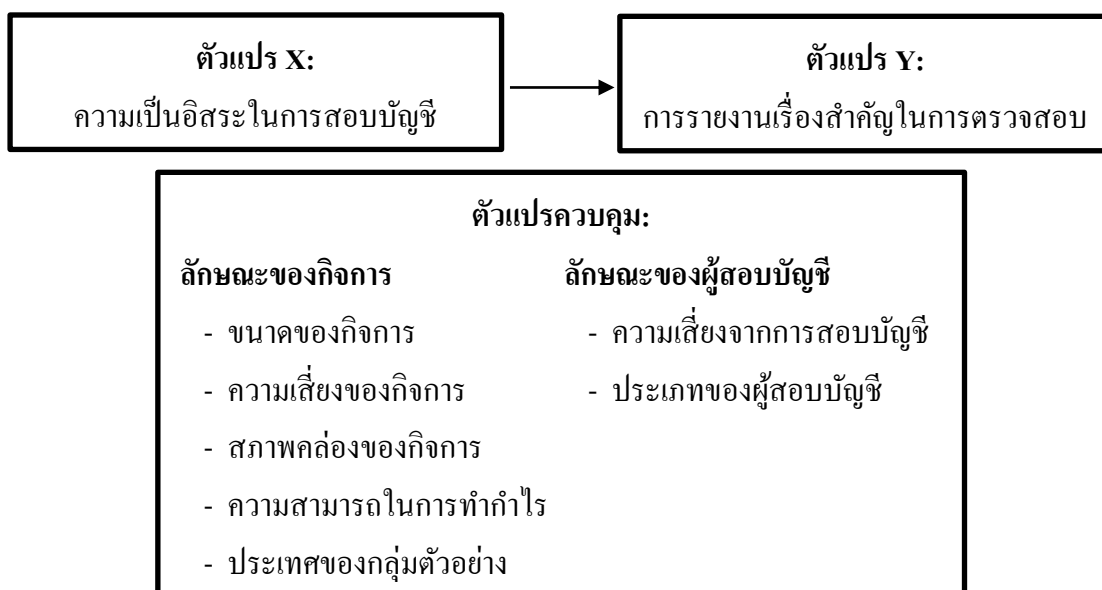 ตัวแปร X:
ความเป็นอิสระในการสอบบัญชี
ตัวแปร Y:
การรายงานเรื่องสำคัญในการตรวจสอบ
ตัวแปรควบคุม:
ลักษณะของกิจการ
- ขนาดของกิจการ
- ความเสี่ยงของกิจการ
- สภาพคล่องของกิจการ
- ความสามารถในการทำกำไร
- ประเทศของกลุ่มตัวอย่าง
ลักษณะของผู้สอบบัญชี
- ความเสี่ยงจากการสอบบัญชี
- ประเภทของผู้สอบบัญชี